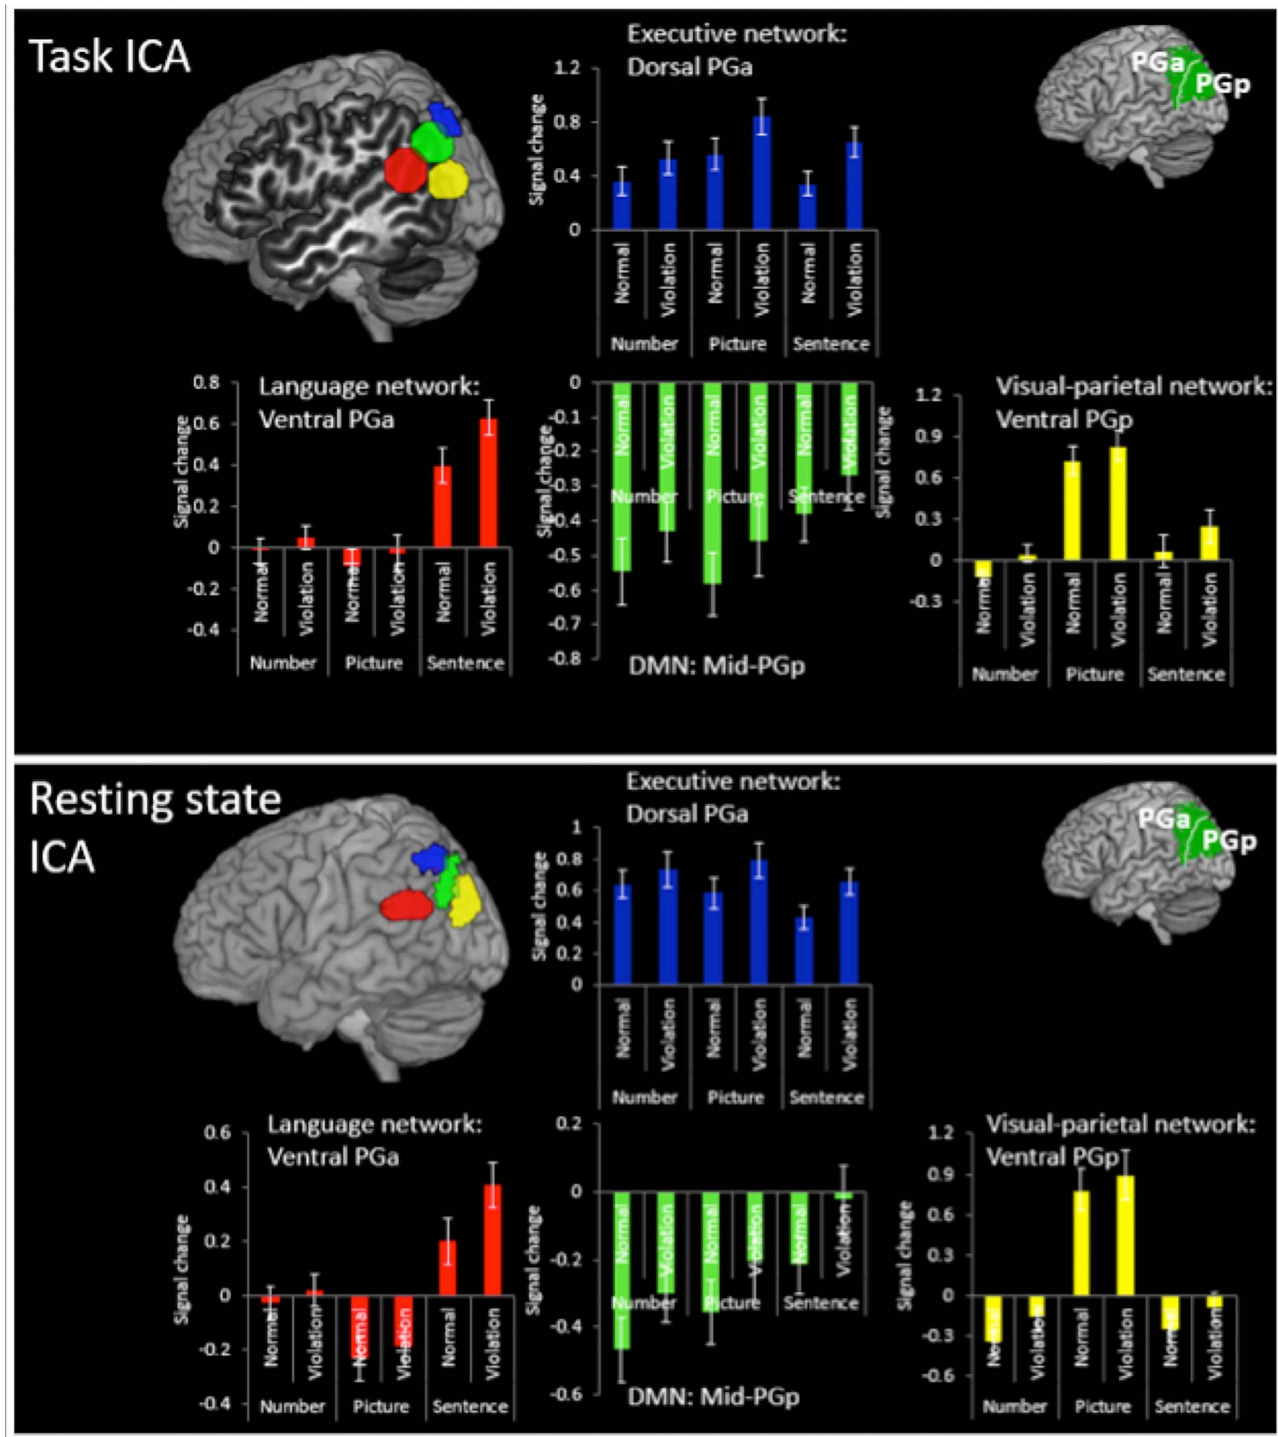 Task ICA
Executive network:
Dorsal PGa
PGa
PGp
Signal change
1.2
0.8
0.4
0
Normal
Violation
Normal
Violation
Normal
Violation
Number
Picture
Sentence
Language network:
Ventral PGa
Signal change
0.8
0.6
0.4
0.2
0
-0.2
-0.4
Normal
Violation
Normal
Violation
Normal
Violation
Number
Picture
Sentence
Signal change
0
-0.1
-0.2
-0.3
-0.4
-0.5
-0.6
-0.7
-0.8
Normal
Violation
Normal
Violation
Normal
Violation
Number
Picture
Sentence
DMN: Mid-PGp
Visual-parietal network:
Ventral PGp
Signal change
1.2
0.9
0.6
0.3
0
-0.3
Normal
Violation
Normal
Violation
Normal
Violation
Number
Picture
Sentence
Resting state
ICA
Executive network:
Dorsal PGa
PGa
PGp
Signal change
1
0.8
0.6
0.4
0.2
0
Normal
Violation
Normal
Violation
Normal
Violation
Number
Picture
Sentence
Language network:
Ventral PGa
Signal change
0.6
0.4
0.2
0
-0.2
-0.4
Normal
Violation
Normal
Violation
Normal
Violation
Number
Picture
Sentence
Signal change
0.2
0
-0.2
-0.4
-0.6
Normal
Violation
Normal
Violation
Normal
Violation
Number
Picture
Sentence
DMN: Mid-PGp
Visual-parietal network:
Ventral PGp
Signal change
1.2
0.9
0.6
0.3
0
-0.3
-0.6
Normal
Violation
Normal
Violation
Normal
Violation
Number
Picture
Sentence